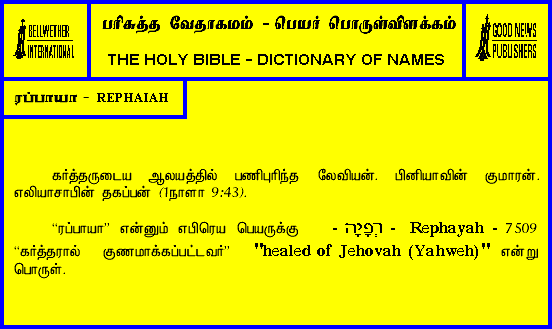 BELLWETHER
INTERNATIONAL
பரிசுத்த வேதாகமம் - பெயர் பொருள்விளக்கம்
THE HOLY BIBLE - DICTIONARY OF NAMES
GOOD NEWS
PUBLISHERS
ரப்பாயா - REPHAIAH
கர்த்தருடைய ஆலயத்தில் பணிபுரிந்த லேவியன். பினியாவின் குமாரன்.
எலியாசாபின் தகப்பன் (1நாளா 9:43).
“ரப்பாயா” என்னும் எபிரெய பெயருக்கு - רְפָיָה - Rephayah - 7509
“கர்த்தரால் குணமாக்கப்பட்டவர்” "healed of Jehovah (Yahweh)" என்று
பொருள்.